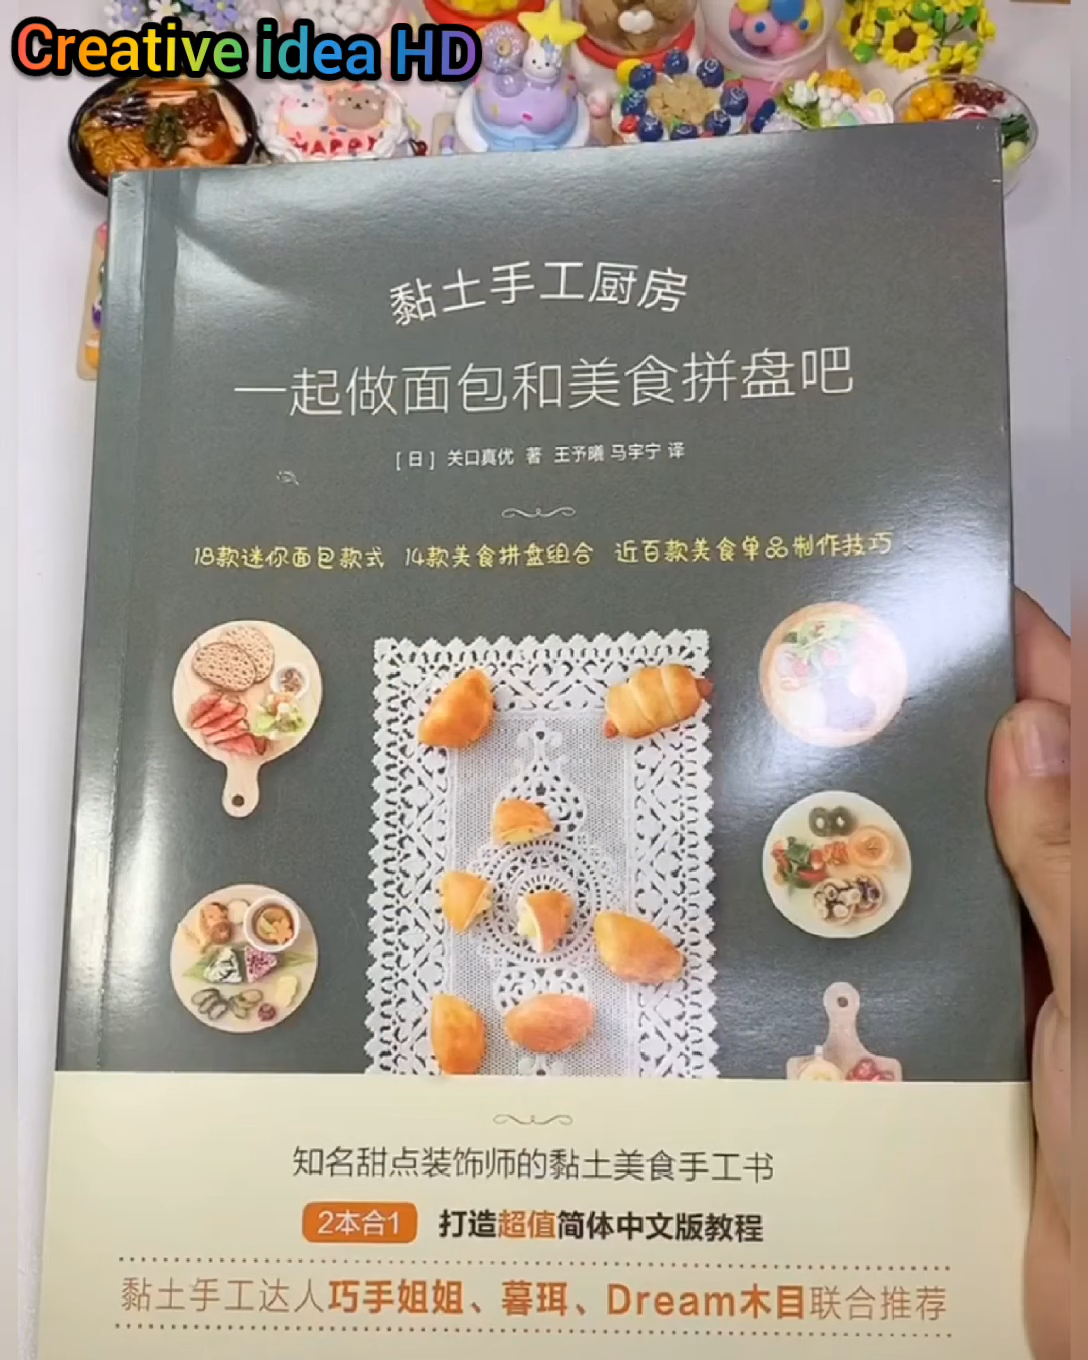 Creative idea HD
HAPPY
黏土手工厨房
一起做面包和美食拼盘吧
[日] 关口真优 著 王予曦 马宇宁 译
18款迷你面包款式 14款美食拼盘组合 近百款美食单品制作技巧
知名甜点装饰师的黏土美食手工书
2本合1 打造超值简体中文版教程
黏土手工达人巧手姐姐、暮珥、Dream木目联合推荐